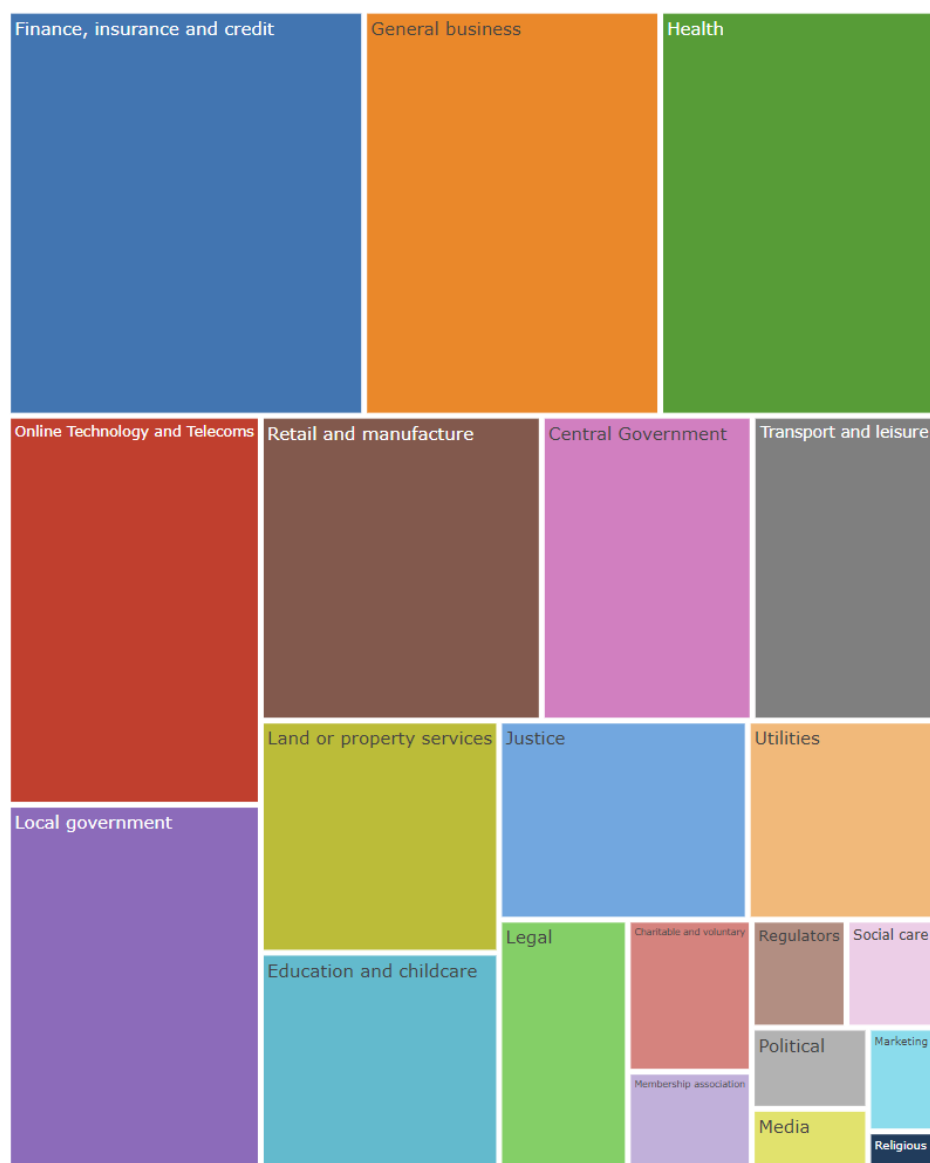 Finance, insurance and credit
General business
Health
Online Technology and Telecoms
Retail and manufacture
Central Government
Transport and leisure
Land or property services
Justice
Utilities
Local government
Legal
Charitable and voluntary
Regulators
Social care
Education and childcare
Political
Marketing
Membership association
Media
Religious